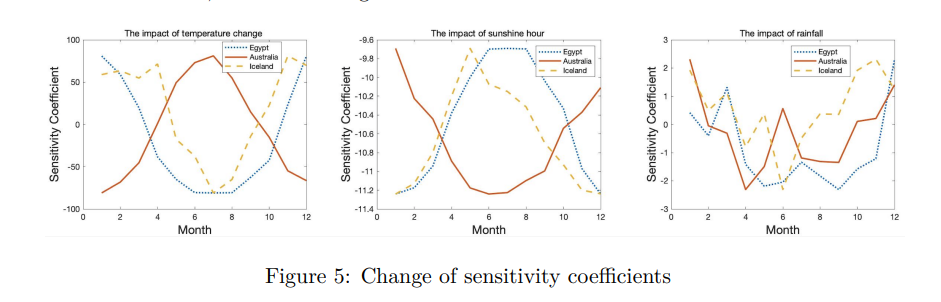 The impact of temperature change
Egypt
Australia
Iceland
Sensitivity Coefficient
100
50
0
-50
-100
0 2 4 6 8 10 12
Month
The impact of sunshine hour
Egypt
Australia
Iceland
Sensitivity Coefficient
-9.6
-9.8
-10
-10.2
-10.4
-10.6
-10.8
-11
-11.2
-11.4
0 2 4 6 8 10 12
Month
The impact of rainfall
Egypt
Australia
Iceland
Sensitivity Coefficient
3
2
1
0
-1
-2
-3
0 2 4 6 8 10 12
Month
Figure 5: Change of sensitivity coefficients